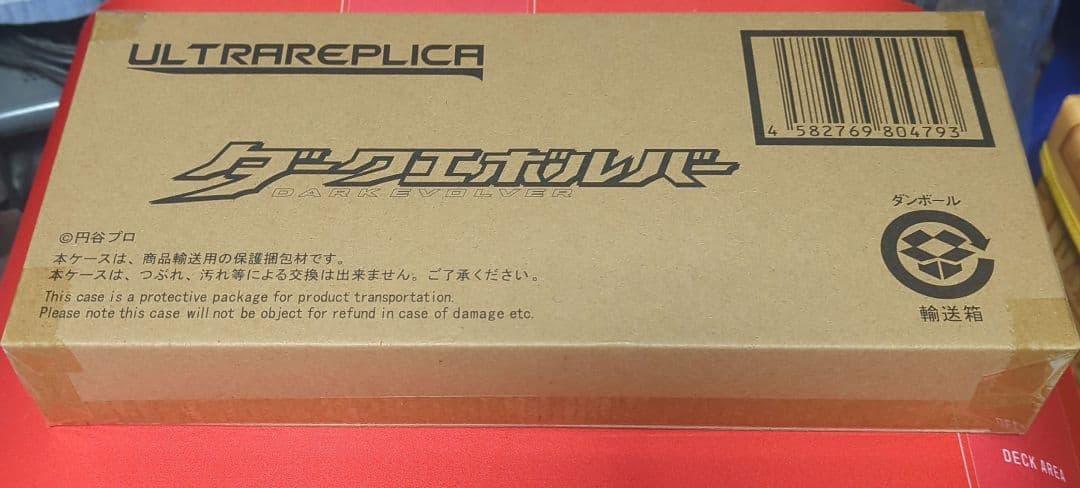 ULTRAREPLICA
4 582769 804793
ダークエボルバー
DARK EVOLVER
ダンボール
©円谷プロ
本ケースは、商品輸送用の保護梱包材です。
本ケースは、つぶれ、汚れ等による交換は出来ません。ご了承ください。
This case is a protective package for product transportation.
Please note this case will not be object for refund in case of damage etc.
輸送箱
DECK AREA